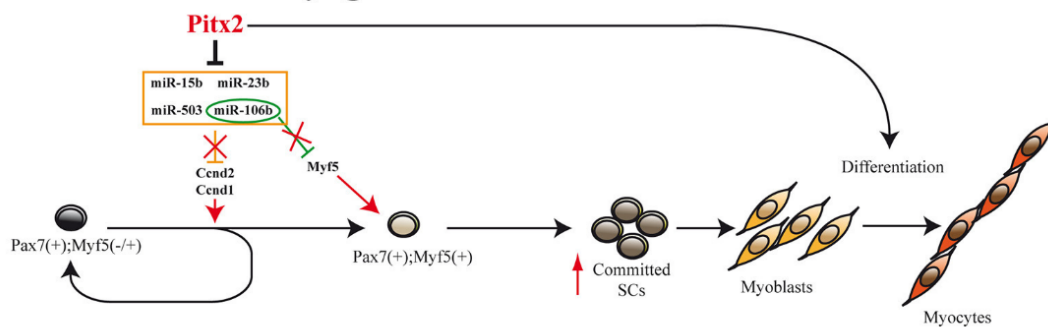 Pitx2
miR-15b miR-23b
miR-503 miR-106b
Ccnd2
Ccnd1
Myf5
Differentiation
Pax7(+);Myf5(-/+)
Pax7(+);Myf5(+)
Committed
SCs
Myoblasts
Myocytes